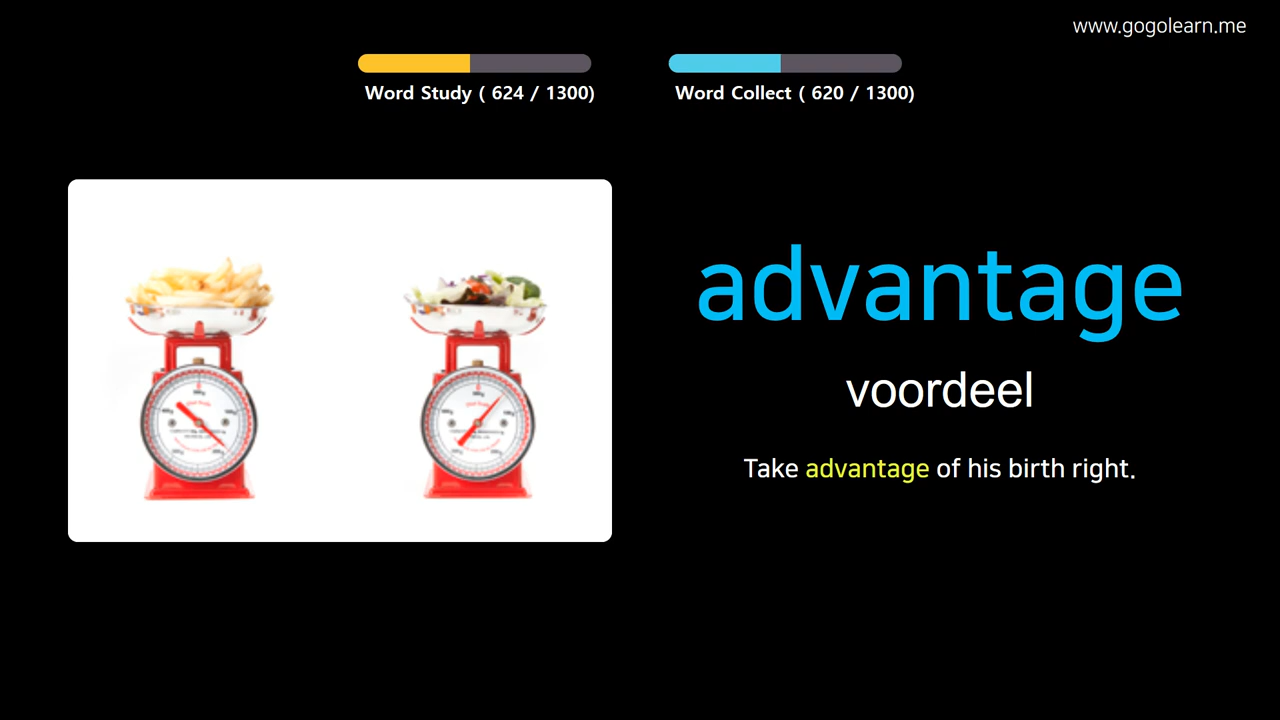 www.gogolearn.me
Word Study ( 624 / 1300)
Word Collect ( 620 / 1300)
advantage
voordeel
Take advantage of his birth right.